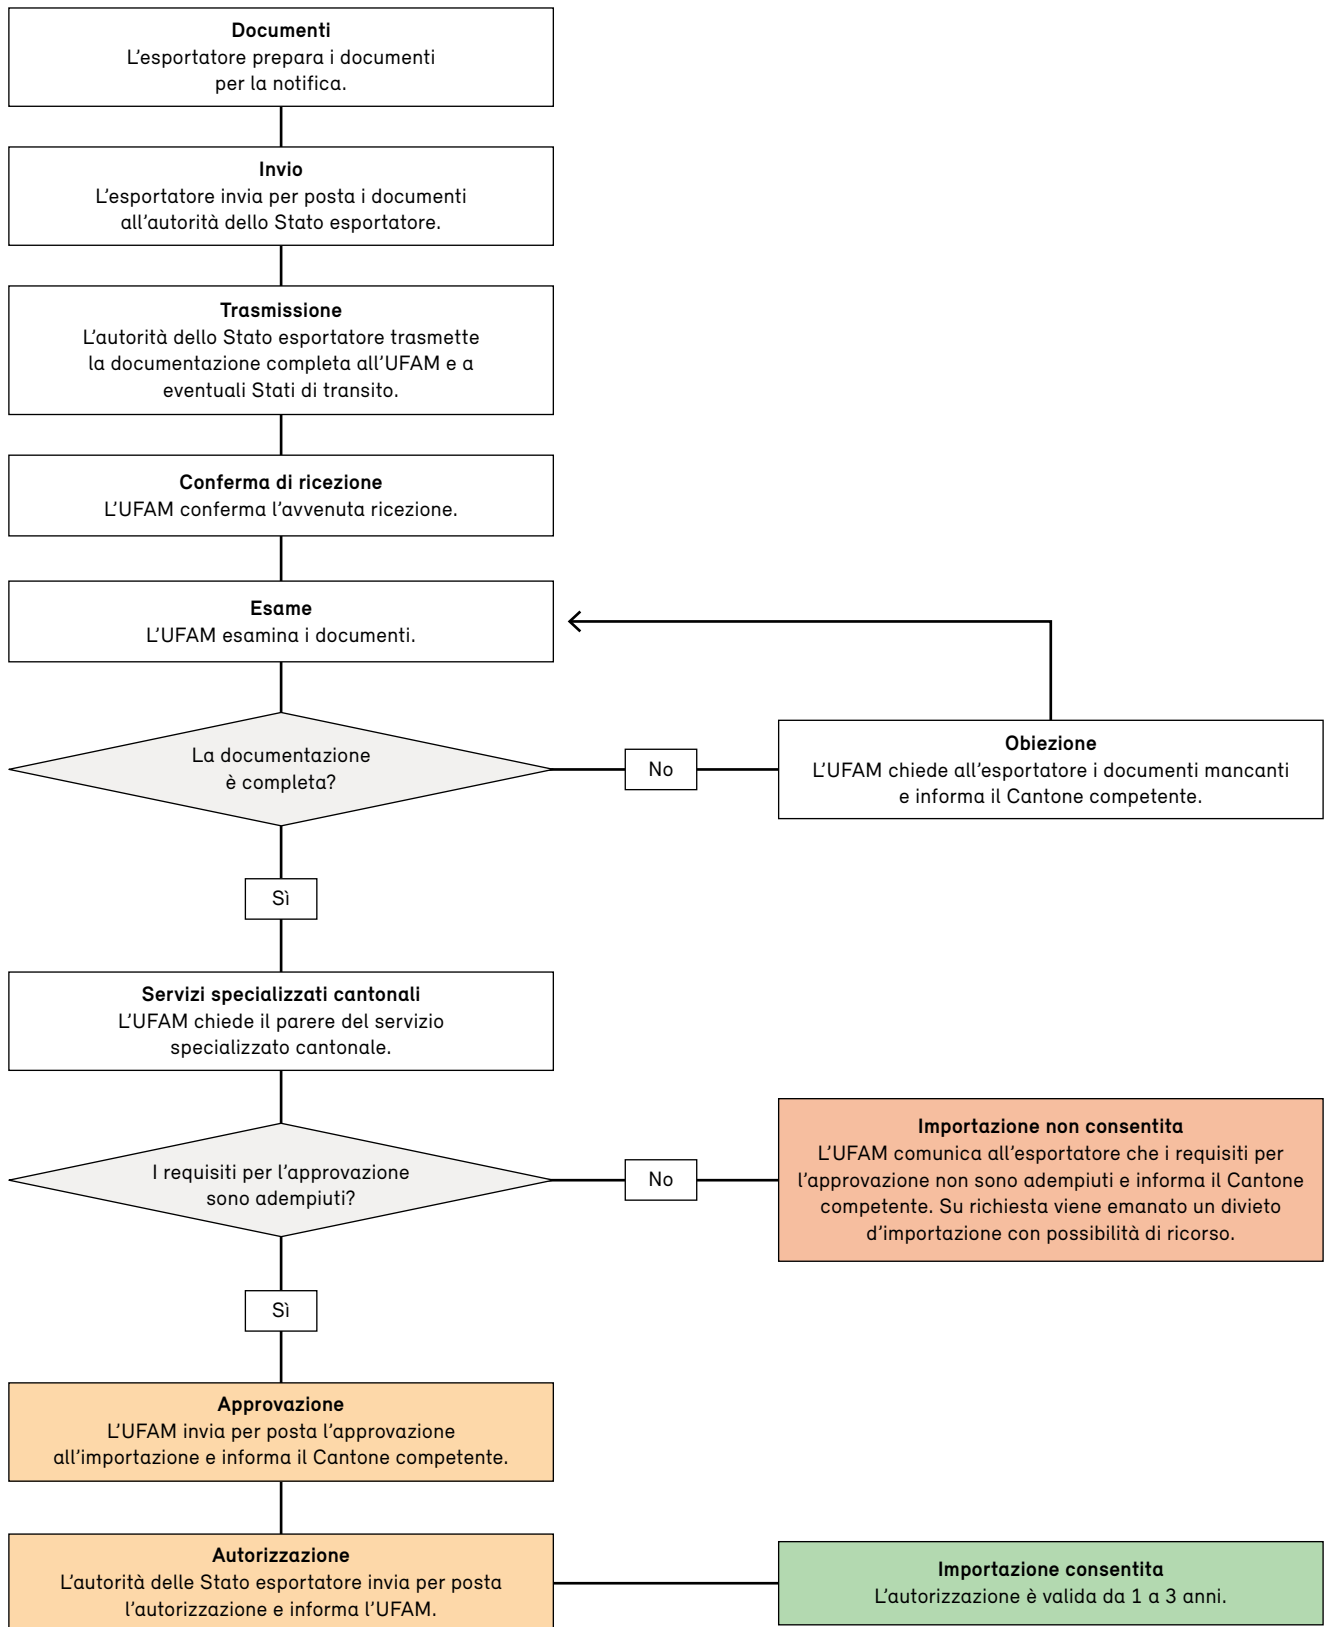 Documenti
L'esportatore prepara i documenti
per la notifica.
Invio
L'esportatore invia per posta i documenti
all'autorità dello Stato esportatore.
Trasmissione
L'autorità dello Stato esportatore trasmette
la documentazione completa all'UFAM e a
eventuali Stati di transito.
Conferma di ricezione
L'UFAM conferma l'avvenuta ricezione.
Esame
L'UFAM esamina i documenti.
La documentazione
è completa?
No
Obiezione
L'UFAM chiede all'esportatore i documenti mancanti
e informa il Cantone competente.
Sì
Servizi specializzati cantonali
L'UFAM chiede il parere del servizio
specializzato cantonale.
I requisiti per l'approvazione
sono adempiuti?
No
Importazione non consentita
L'UFAM comunica all'esportatore che i requisiti per
l'approvazione non sono adempiuti e informa il Cantone
competente. Su richiesta viene emanato un divieto
d'importazione con possibilità di ricorso.
Sì
Approvazione
L'UFAM invia per posta l'approvazione
all'importazione e informa il Cantone competente.
Autorizzazione
L'autorità delle Stato esportatore invia per posta
l'autorizzazione e informa l'UFAM.
Importazione consentita
L'autorizzazione è valida da 1 a 3 anni.